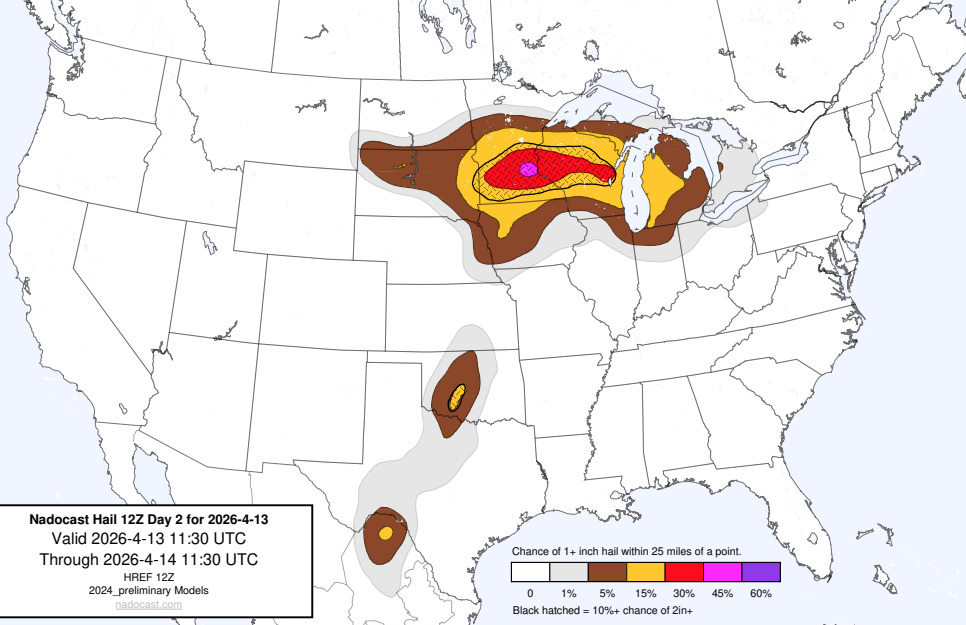 Nadocast Hail 12Z Day 2 for 2026-4-13
Valid 2026-4-13 11:30 UTC
Through 2026-4-14 11:30 UTC
HREF 12Z
2024_preliminary Models
nadocast.com
Chance of 1+ inch hail within 25 miles of a point.
0 1% 5% 15% 30% 45% 60%
Black hatched = 10%+ chance of 2in+